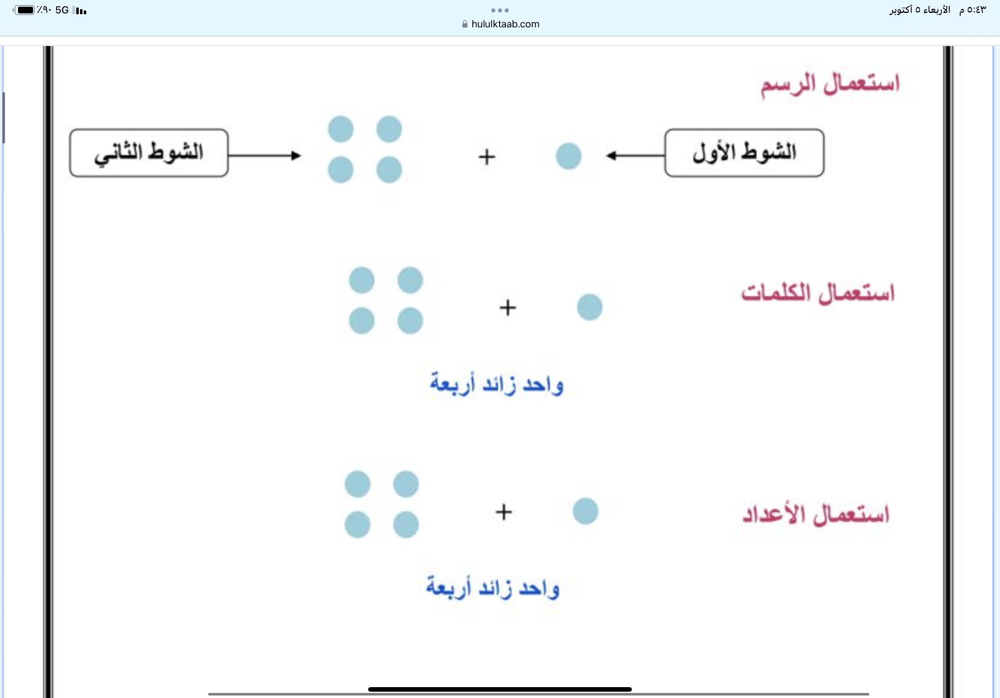 ٥:٤٣ م الأربعاء ٥ أكتوبر
5G ٪٩٠
hululktaab.com
استعمال الرسم
الشوط الأول
+
الشوط الثاني
استعمال الكلمات
+
واحد زائد أربعة
استعمال الأعداد
+
واحد زائد أربعة